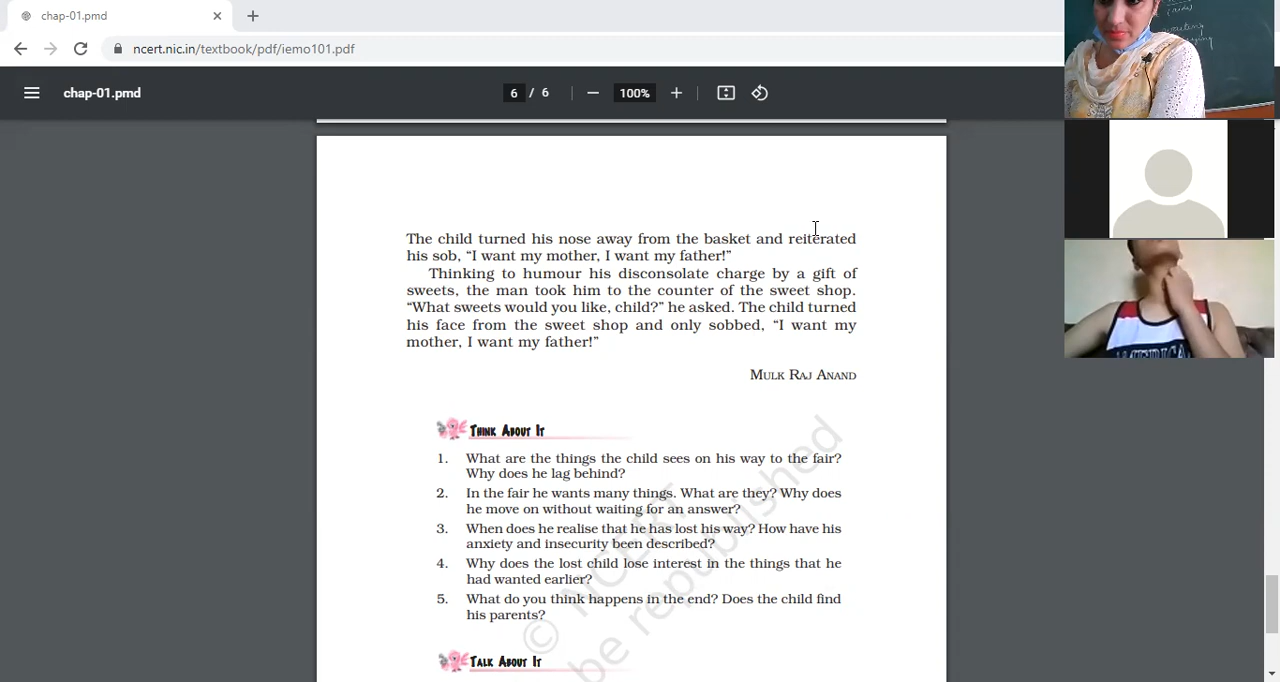 chap-01.pmd
ncert.nic.in/textbook/pdf/iemo101.pdf
chap-01.pmd
6 / 6
100%
The child turned his nose away from the basket and reiterated
his sob, “I want my mother, I want my father!”
Thinking to humour his disconsolate charge by a gift of
sweets, the man took him to the counter of the sweet shop.
“What sweets would you like, child?” he asked. The child turned
his face from the sweet shop and only sobbed, “I want my
mother, I want my father!”
MULK RAJ ANAND
THINK ABOUT IT
1. What are the things the child sees on his way to the fair?
Why does he lag behind?
2. In the fair he wants many things. What are they? Why does
he move on without waiting for an answer?
3. When does he realise that he has lost his way? How have his
anxiety and insecurity been described?
4. Why does the lost child lose interest in the things that he
had wanted earlier?
5. What do you think happens in the end? Does the child find
his parents?
TALK ABOUT IT
© NCERT
be republished
AMERICA